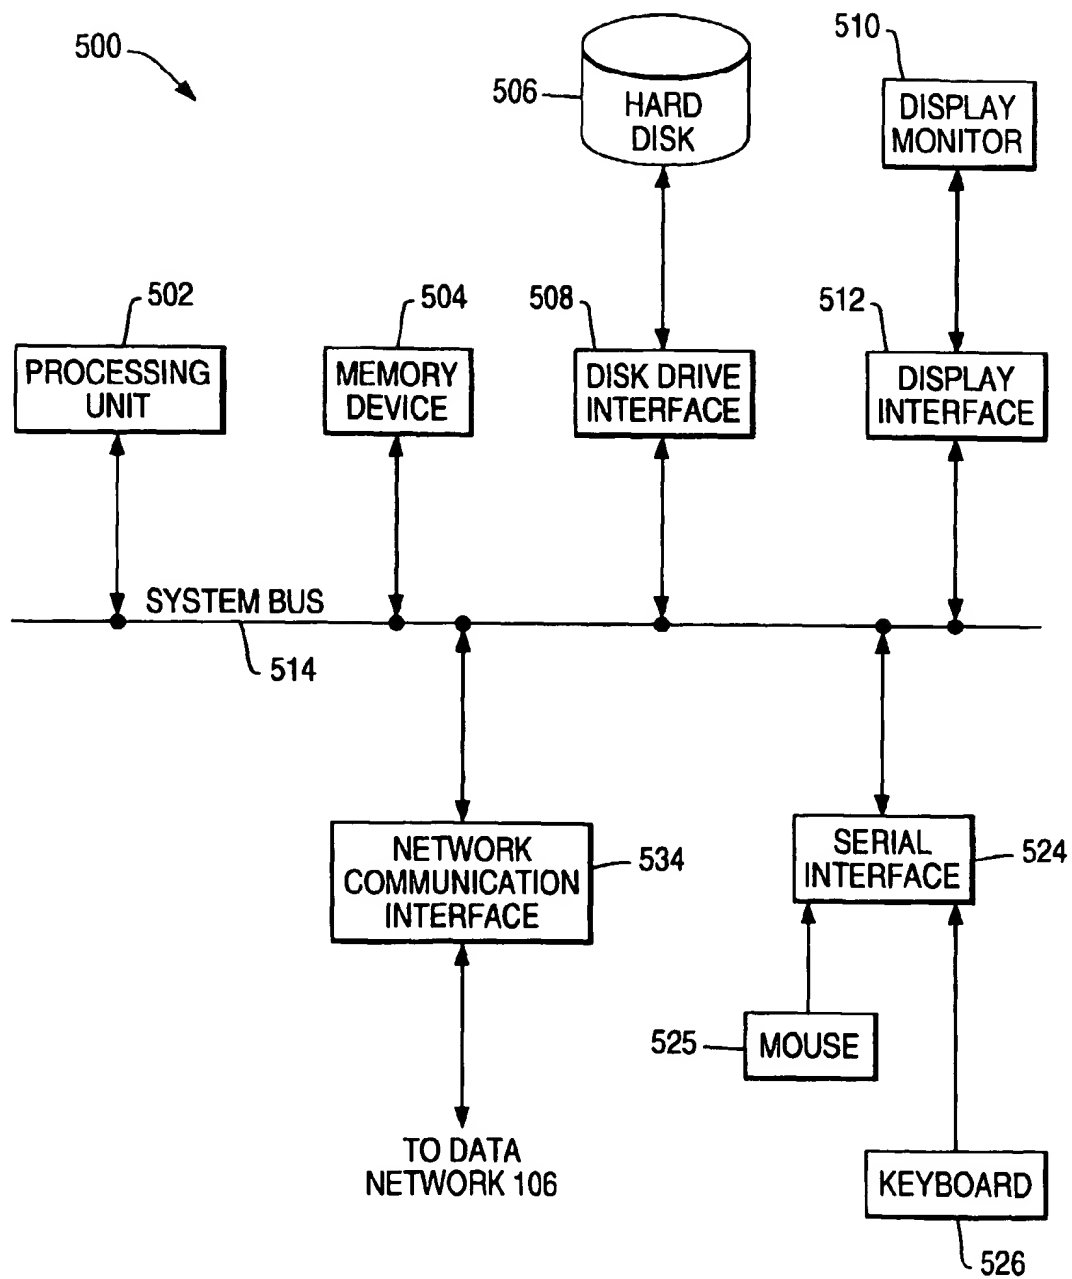 500
506
HARD
DISK
510
DISPLAY
MONITOR
502
PROCESSING
UNIT
504
MEMORY
DEVICE
508
DISK DRIVE
INTERFACE
512
DISPLAY
INTERFACE
SYSTEM BUS
514
NETWORK
COMMUNICATION
INTERFACE
534
SERIAL
INTERFACE
524
525
MOUSE
TO DATA
NETWORK 106
KEYBOARD
526